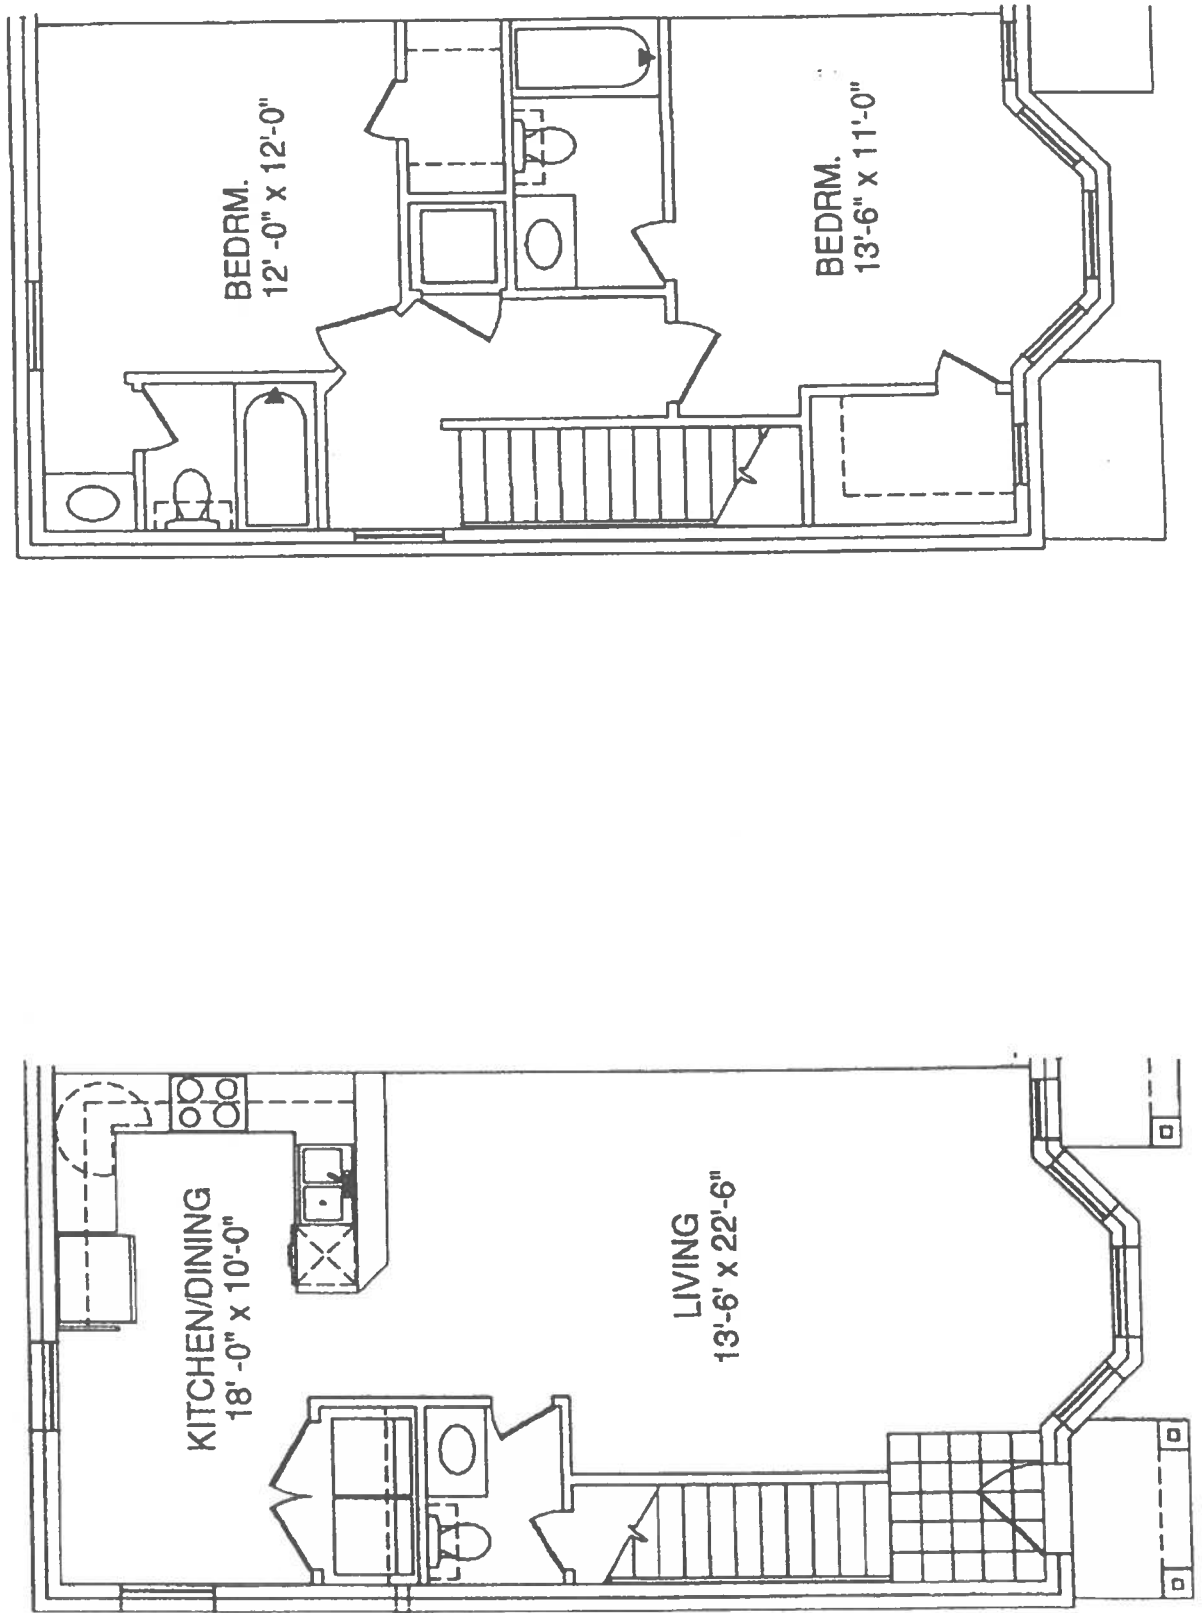 BEDRM.
12'-0" x 12'-0"
BEDRM.
13'-6" x 11'-0"
KITCHEN/DINING
18'-0" x 10'-0"
LIVING
13'-6' x 22'-6"